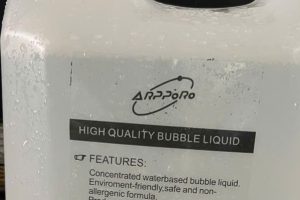 ARPPORO
HIGH QUALITY BUBBLE LIQUID
FEATURES:
Concentrated waterbased bubble liquid.
Enviroment-friendly,safe and non-
allergenic formula.